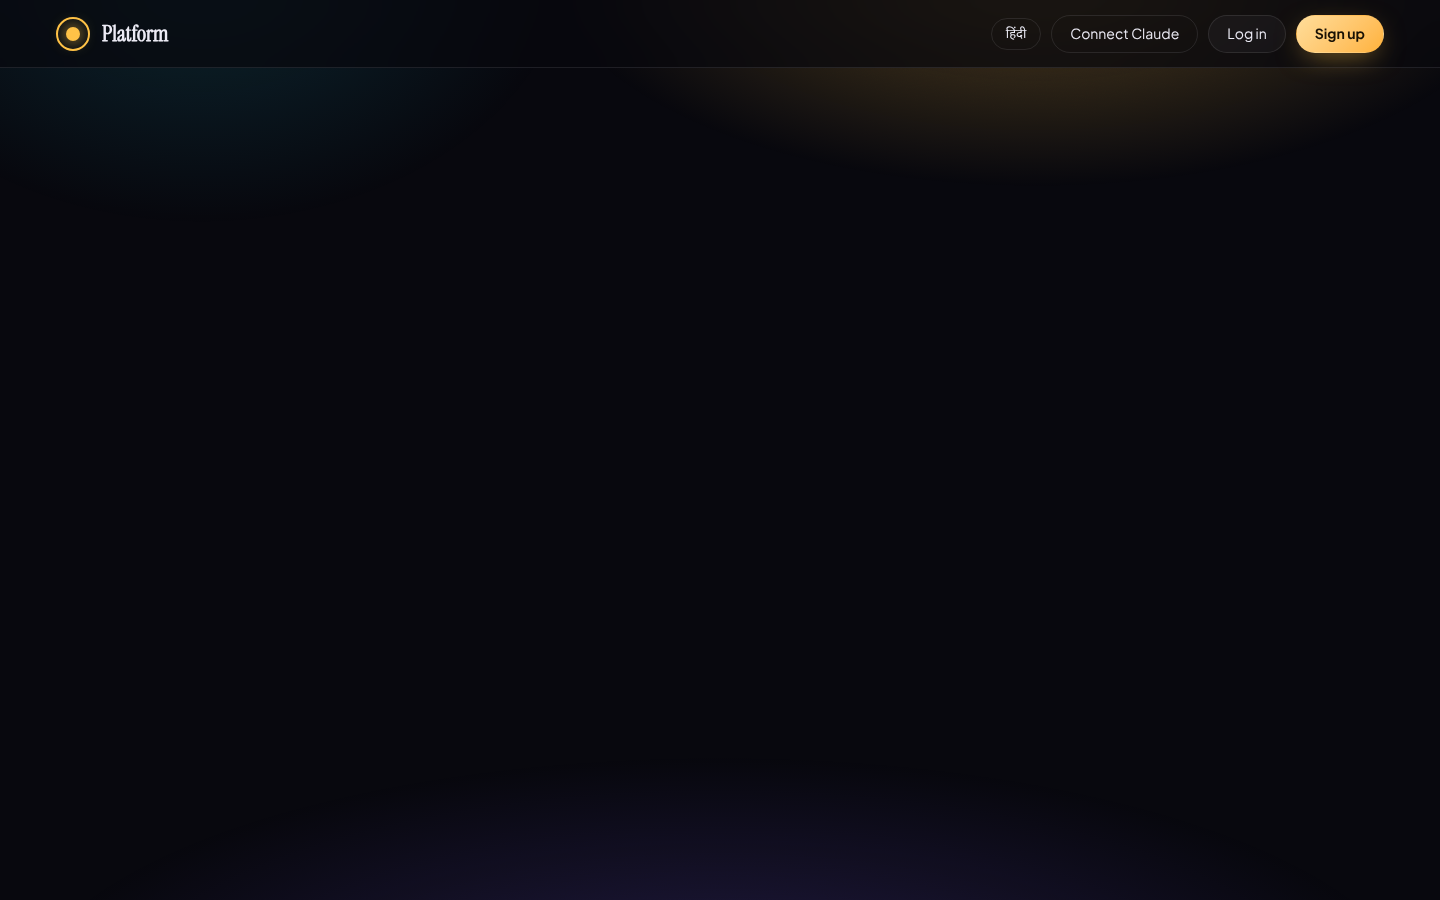 Platform
हिंदी
Connect Claude
Log in
Sign up